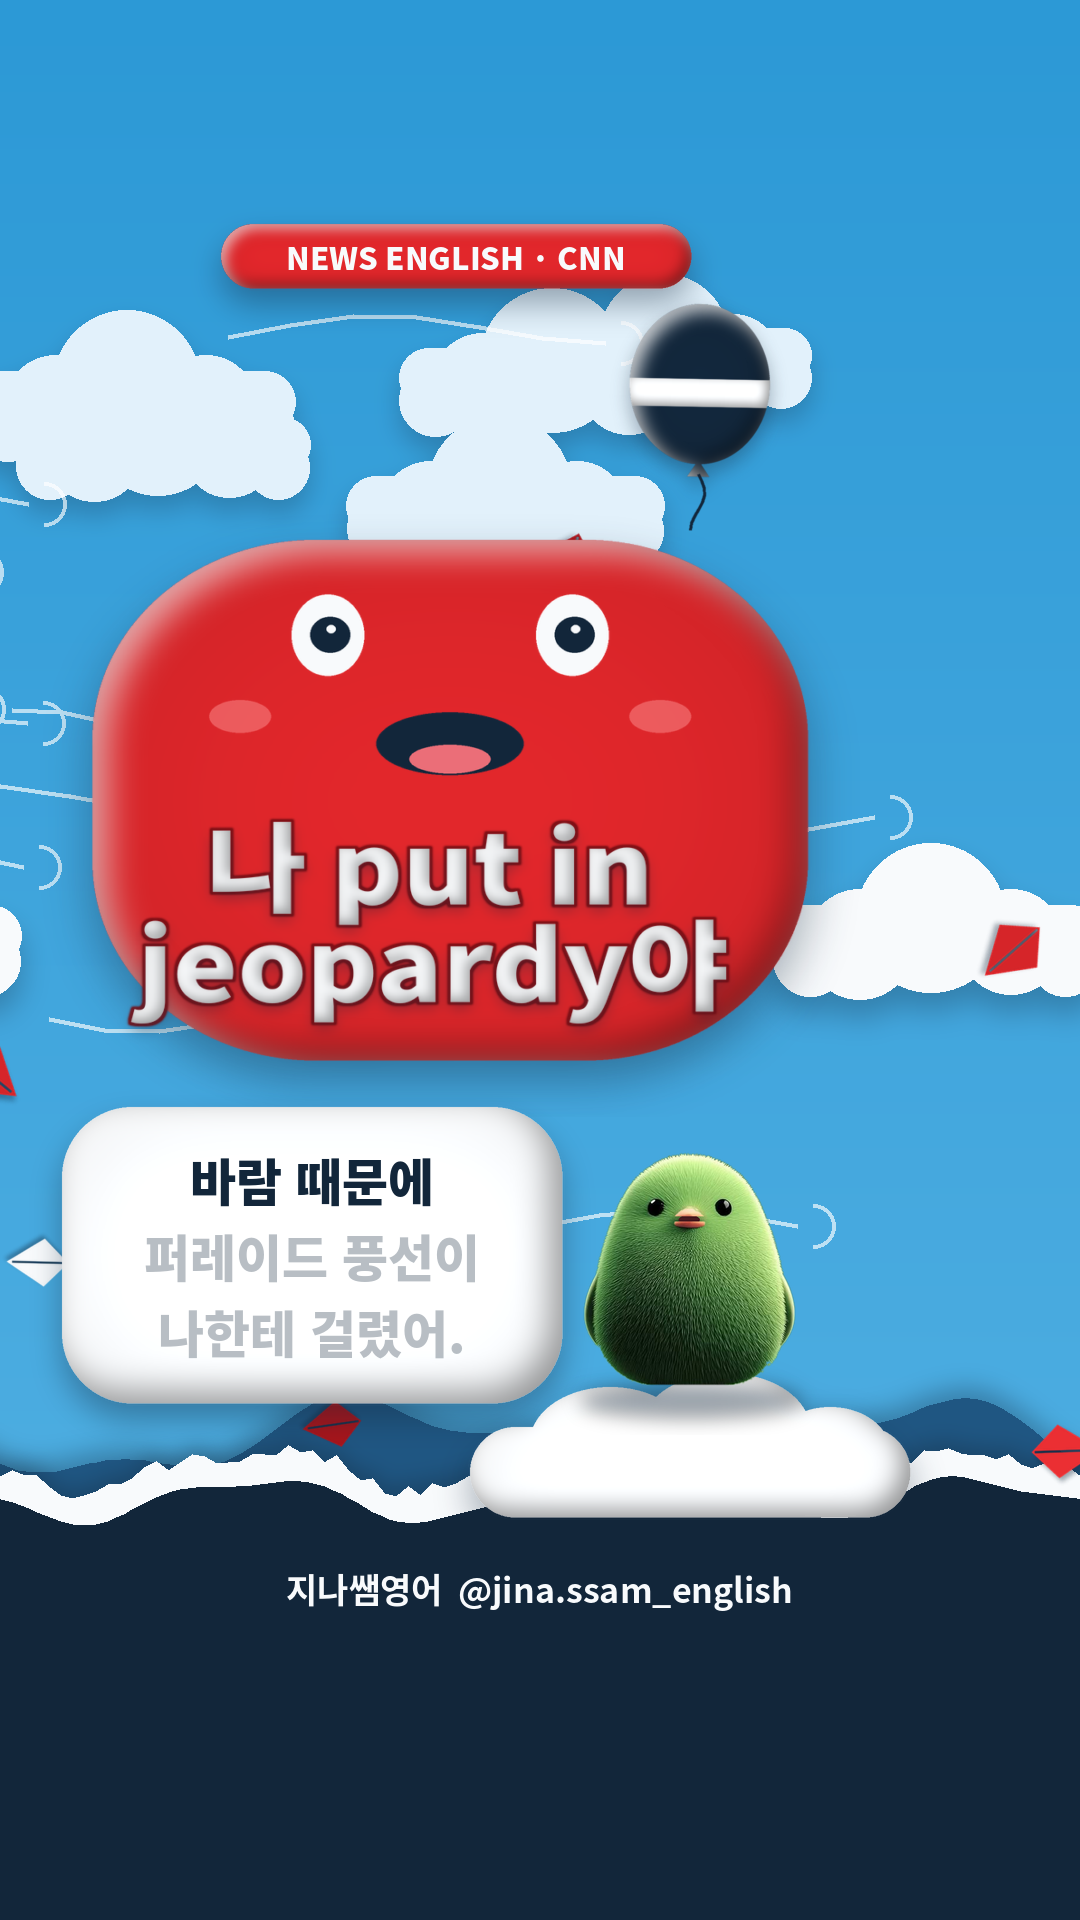 NEWS ENGLISH · CNN
나 put in
jeopardy야
바람 때문에
퍼레이드 풍선이
나한테 걸렸어.
지나쌤영어 @jina.ssam_english